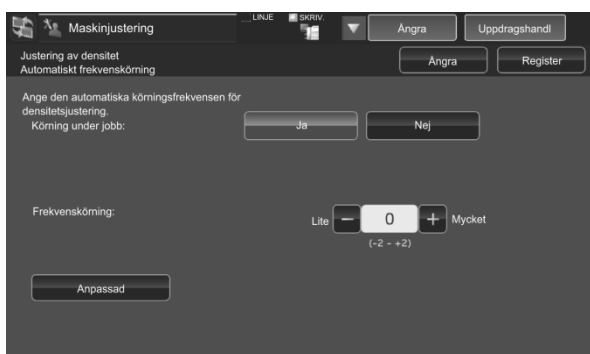 Maskinjustering
LINJE
SKRIV.
Ångra
Uppdragshandl
Justering av densitet
Automatiskt frekvenskörning
Ångra
Register
Ange den automatiska körningsfrekvensen för
densitetsjustering.
Körning under jobb:
Ja
Nej
Frekvenskörning:
Lite
0
Mycket
(-2 - +2)
Anpassad